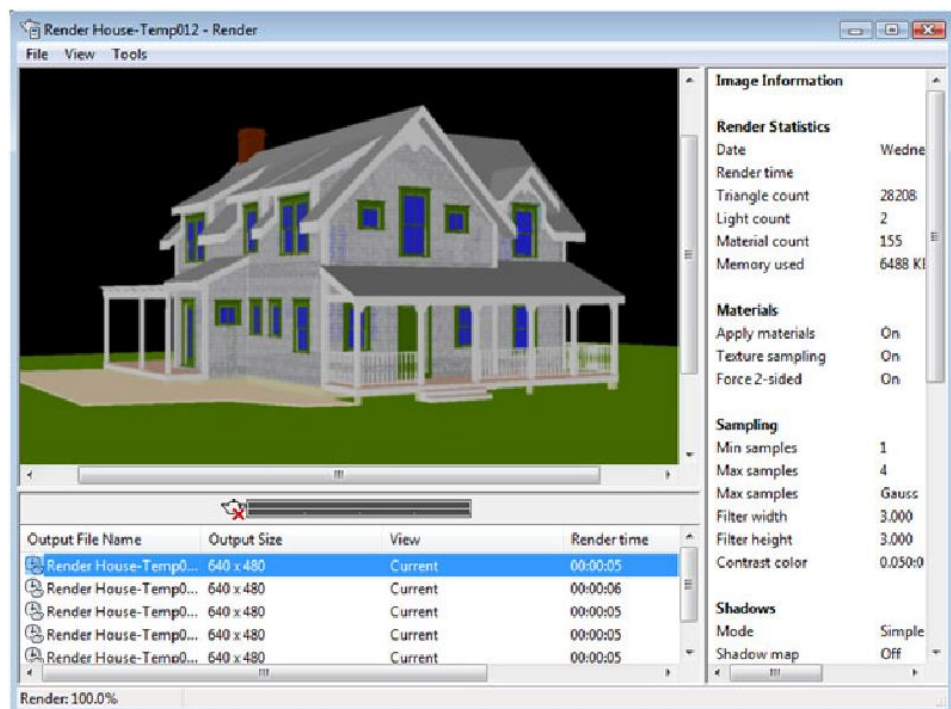 Render House-Temp012 - Render
File View Tools
Image Information
Render Statistics
Date Wedne
Render time
Triangle count 28208
Light count 2
Material count 155
Memory used 6488 KB
Materials
Apply materials On
Texture sampling On
Force 2-sided On
Sampling
Min samples 1
Max samples 4
Max samples Gauss
Filter width 3.000
Filter height 3.000
Contrast color 0.050:0
Shadows
Mode Simple
Shadow map Off
Output File Name Output Size View Render time
Render House-Temp0... 640 x 480 Current 00:00:05
Render House-Temp0... 640 x 480 Current 00:00:06
Render House-Temp0... 640 x 480 Current 00:00:05
Render House-Temp0... 640 x 480 Current 00:00:05
Render House-Temp0... 640 x 480 Current 00:00:05
Render: 100.0%